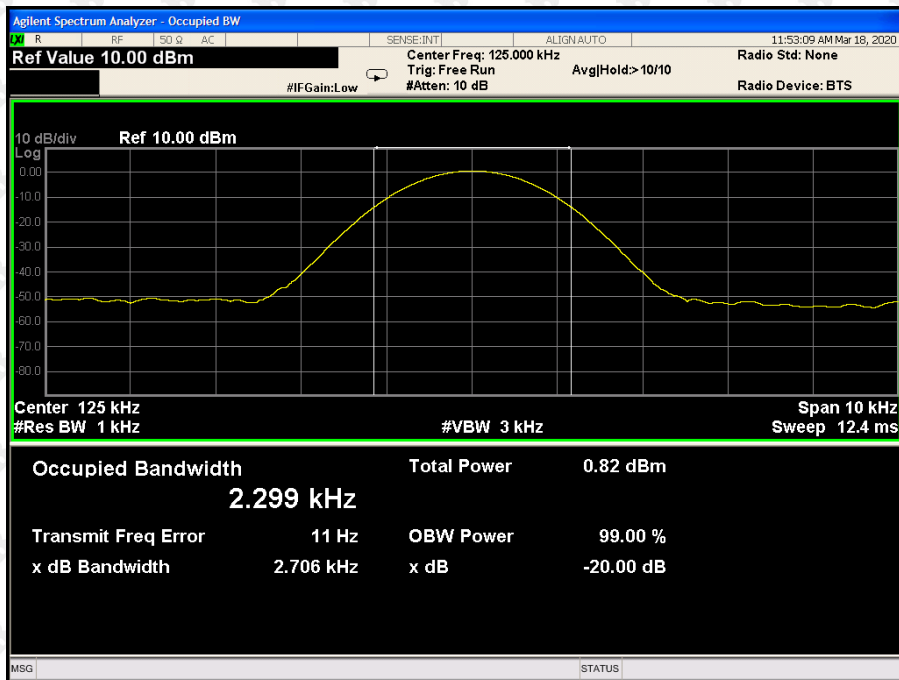 Agilent Spectrum Analyzer - Occupied BW
LXI R RF 50 Ω AC SENSE:INT ALIGN AUTO 11:53:09 AM Mar 18, 2020
Ref Value 10.00 dBm Center Freq: 125.000 kHz Radio Std: None
Trig: Free Run Avg|Hold:>10/10
#IFGain:Low #Atten: 10 dB Radio Device: BTS
10 dB/div Ref 10.00 dBm
Log
0.00
-10.0
-20.0
-30.0
-40.0
-50.0
-60.0
-70.0
-80.0
Center 125 kHz Span 10 kHz
#Res BW 1 kHz #VBW 3 kHz Sweep 12.4 ms
Occupied Bandwidth Total Power 0.82 dBm
2.299 kHz
Transmit Freq Error 11 Hz OBW Power 99.00 %
x dB Bandwidth 2.706 kHz x dB -20.00 dB
MSG STATUS